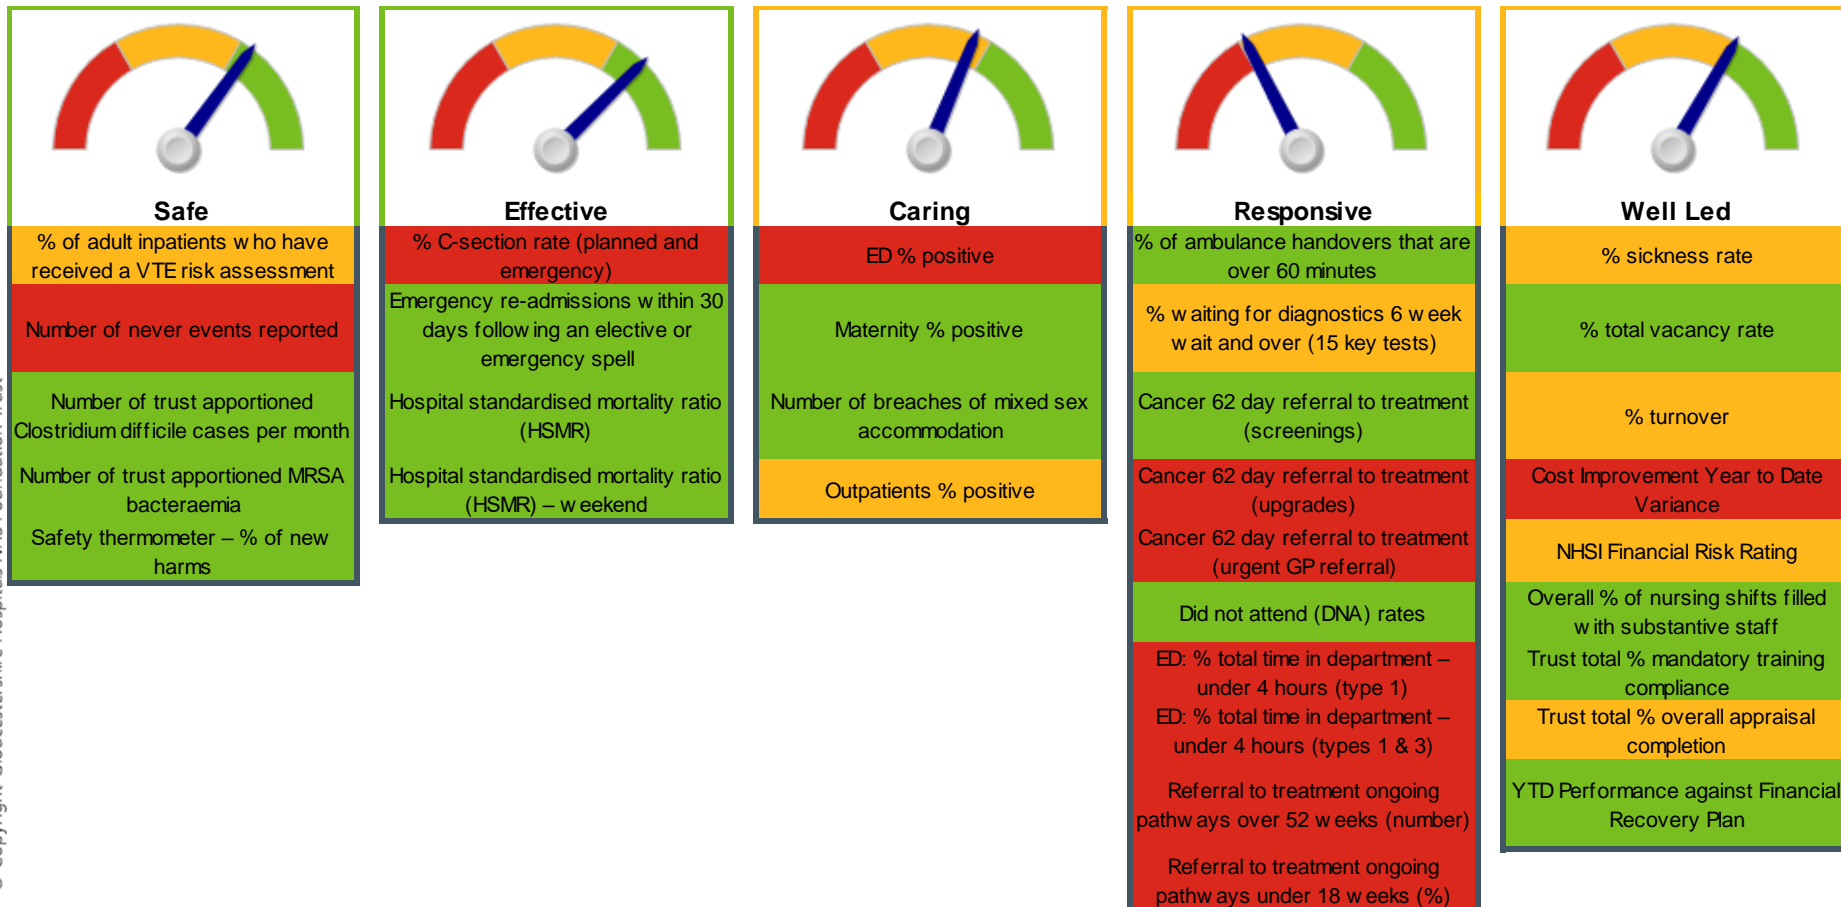 Safe
% of adult inpatients who have
received a VTE risk assessment
Number of never events reported
Number of trust apportioned
Clostridium difficile cases per month
Number of trust apportioned MRSA
bacteraemia
Safety thermometer – % of new
harms
Effective
% C-section rate (planned and
emergency)
Emergency re-admissions within 30
days following an elective or
emergency spell
Hospital standardised mortality ratio
(HSMR)
Hospital standardised mortality ratio
(HSMR) – weekend
Caring
ED % positive
Maternity % positive
Number of breaches of mixed sex
accommodation
Outpatients % positive
Responsive
% of ambulance handovers that are
over 60 minutes
% waiting for diagnostics 6 week
wait and over (15 key tests)
Cancer 62 day referral to treatment
(screenings)
Cancer 62 day referral to treatment
(upgrades)
Cancer 62 day referral to treatment
(urgent GP referral)
Did not attend (DNA) rates
ED: % total time in department –
under 4 hours (type 1)
ED: % total time in department –
under 4 hours (types 1 & 3)
Referral to treatment ongoing
pathways over 52 weeks (number)
Referral to treatment ongoing
pathways under 18 weeks (%)
Well Led
% sickness rate
% total vacancy rate
% turnover
Cost Improvement Year to Date
Variance
NHSI Financial Risk Rating
Overall % of nursing shifts filled
with substantive staff
Trust total % mandatory training
compliance
Trust total % overall appraisal
completion
YTD Performance against Financial
Recovery Plan